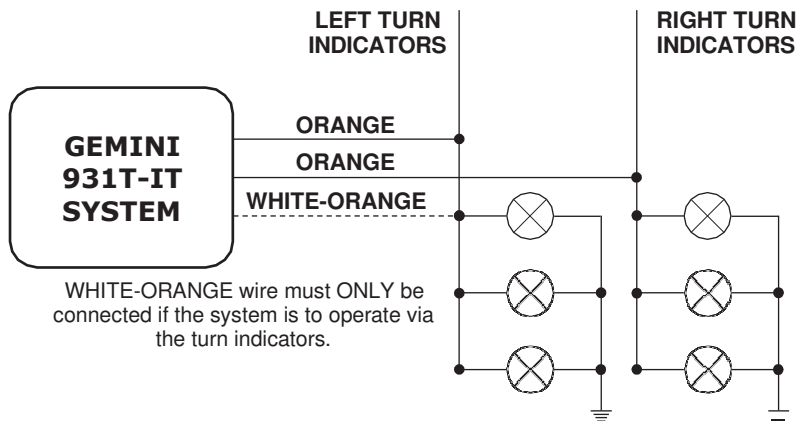 LEFT TURN
INDICATORS
RIGHT TURN
INDICATORS
GEMINI
931T-IT
SYSTEM
ORANGE
ORANGE
WHITE-ORANGE
WHITE-ORANGE wire must ONLY be
connected if the system is to operate via
the turn indicators.